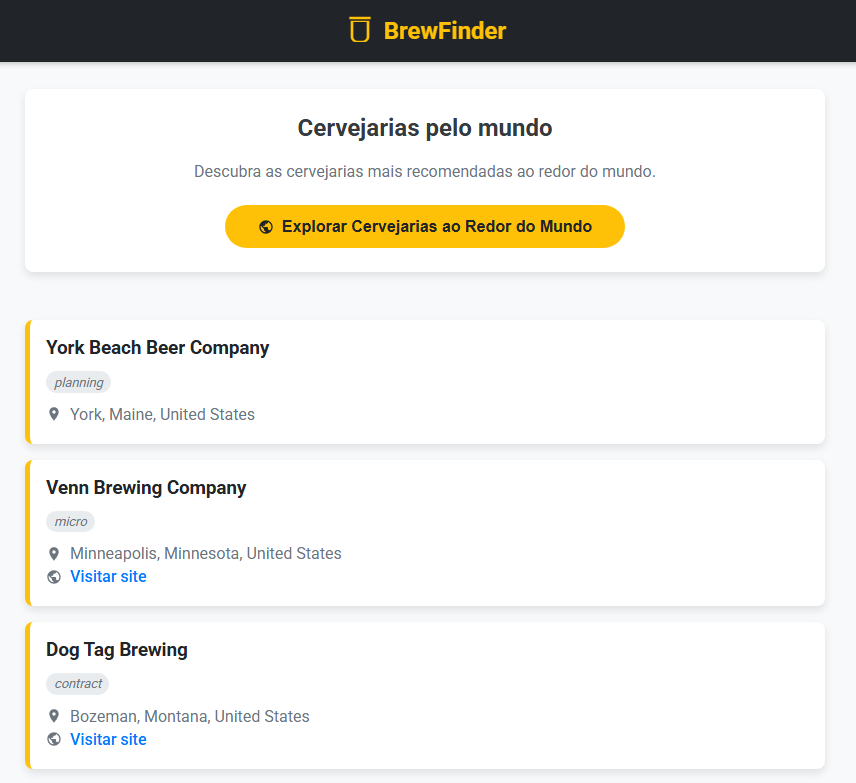 BrewFinder
Cervejarias pelo mundo
Descubra as cervejarias mais recomendadas ao redor do mundo.
Explorar Cervejarias ao Redor do Mundo
York Beach Beer Company
planning
York, Maine, United States
Venn Brewing Company
micro
Minneapolis, Minnesota, United States
Visitar site
Dog Tag Brewing
contract
Bozeman, Montana, United States
Visitar site